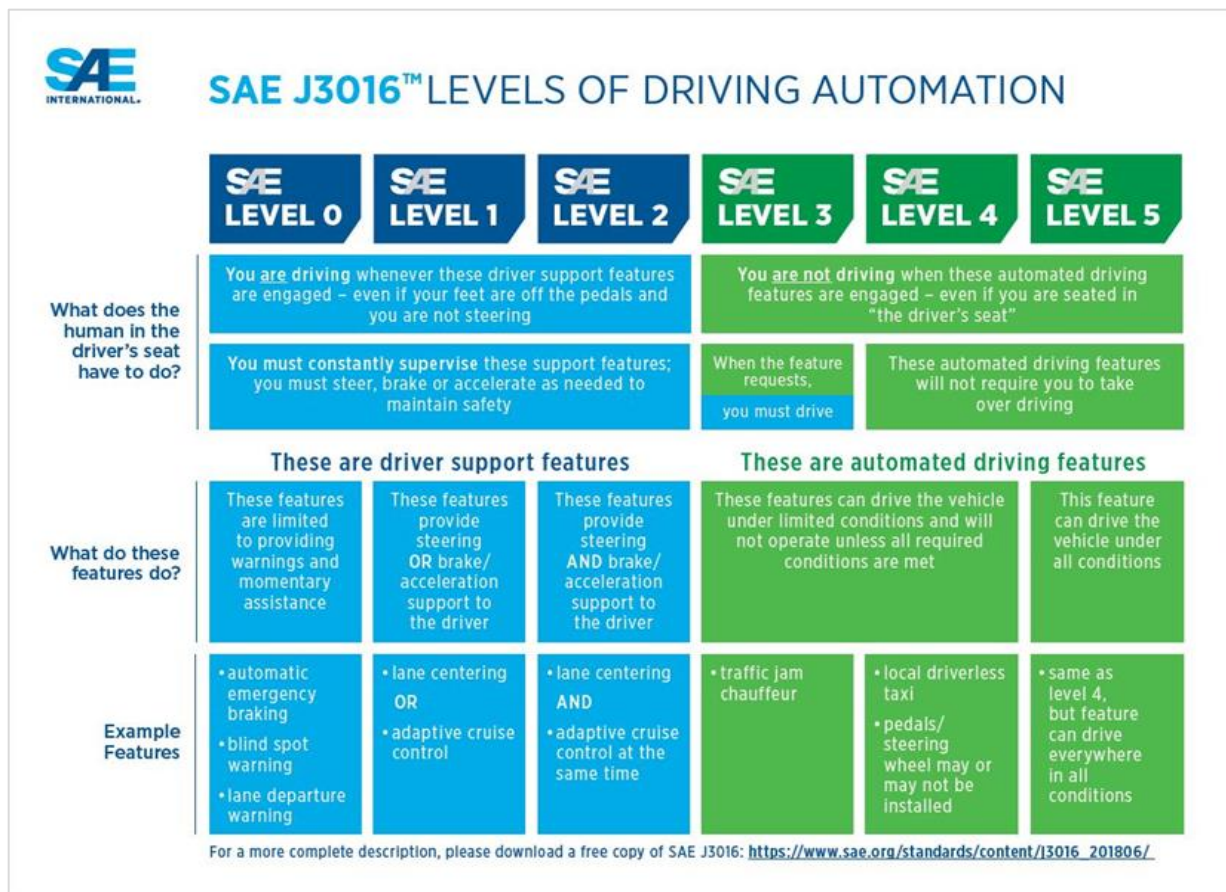 SAE
INTERNATIONAL®
SAE J3016™ LEVELS OF DRIVING AUTOMATION
SAE
LEVEL 0
SAE
LEVEL 1
SAE
LEVEL 2
SAE
LEVEL 3
SAE
LEVEL 4
SAE
LEVEL 5
What does the
human in the
driver's seat
have to do?
You are driving whenever these driver support features
are engaged – even if your feet are off the pedals and
you are not steering
You are not driving when these automated driving
features are engaged – even if you are seated in
“the driver's seat”
You must constantly supervise these support features;
you must steer, brake or accelerate as needed to
maintain safety
When the feature
requests,
you must drive
These automated driving features
will not require you to take
over driving
These are driver support features
These are automated driving features
What do these
features do?
These features
are limited
to providing
warnings and
momentary
assistance
These features
provide
steering
OR brake/
acceleration
support to
the driver
These features
provide
steering
AND brake/
acceleration
support to
the driver
These features can drive the vehicle
under limited conditions and will
not operate unless all required
conditions are met
This feature
can drive the
vehicle under
all conditions
Example
Features
• automatic
emergency
braking
• blind spot
warning
• lane departure
warning
• lane centering
OR
• adaptive cruise
control
• lane centering
AND
• adaptive cruise
control at the
same time
• traffic jam
chauffeur
• local driverless
taxi
• pedals/
steering
wheel may or
may not be
installed
• same as
level 4,
but feature
can drive
everywhere
in all
conditions
For a more complete description, please download a free copy of SAE J3016: https://www.sae.org/standards/content/J3016_201806/